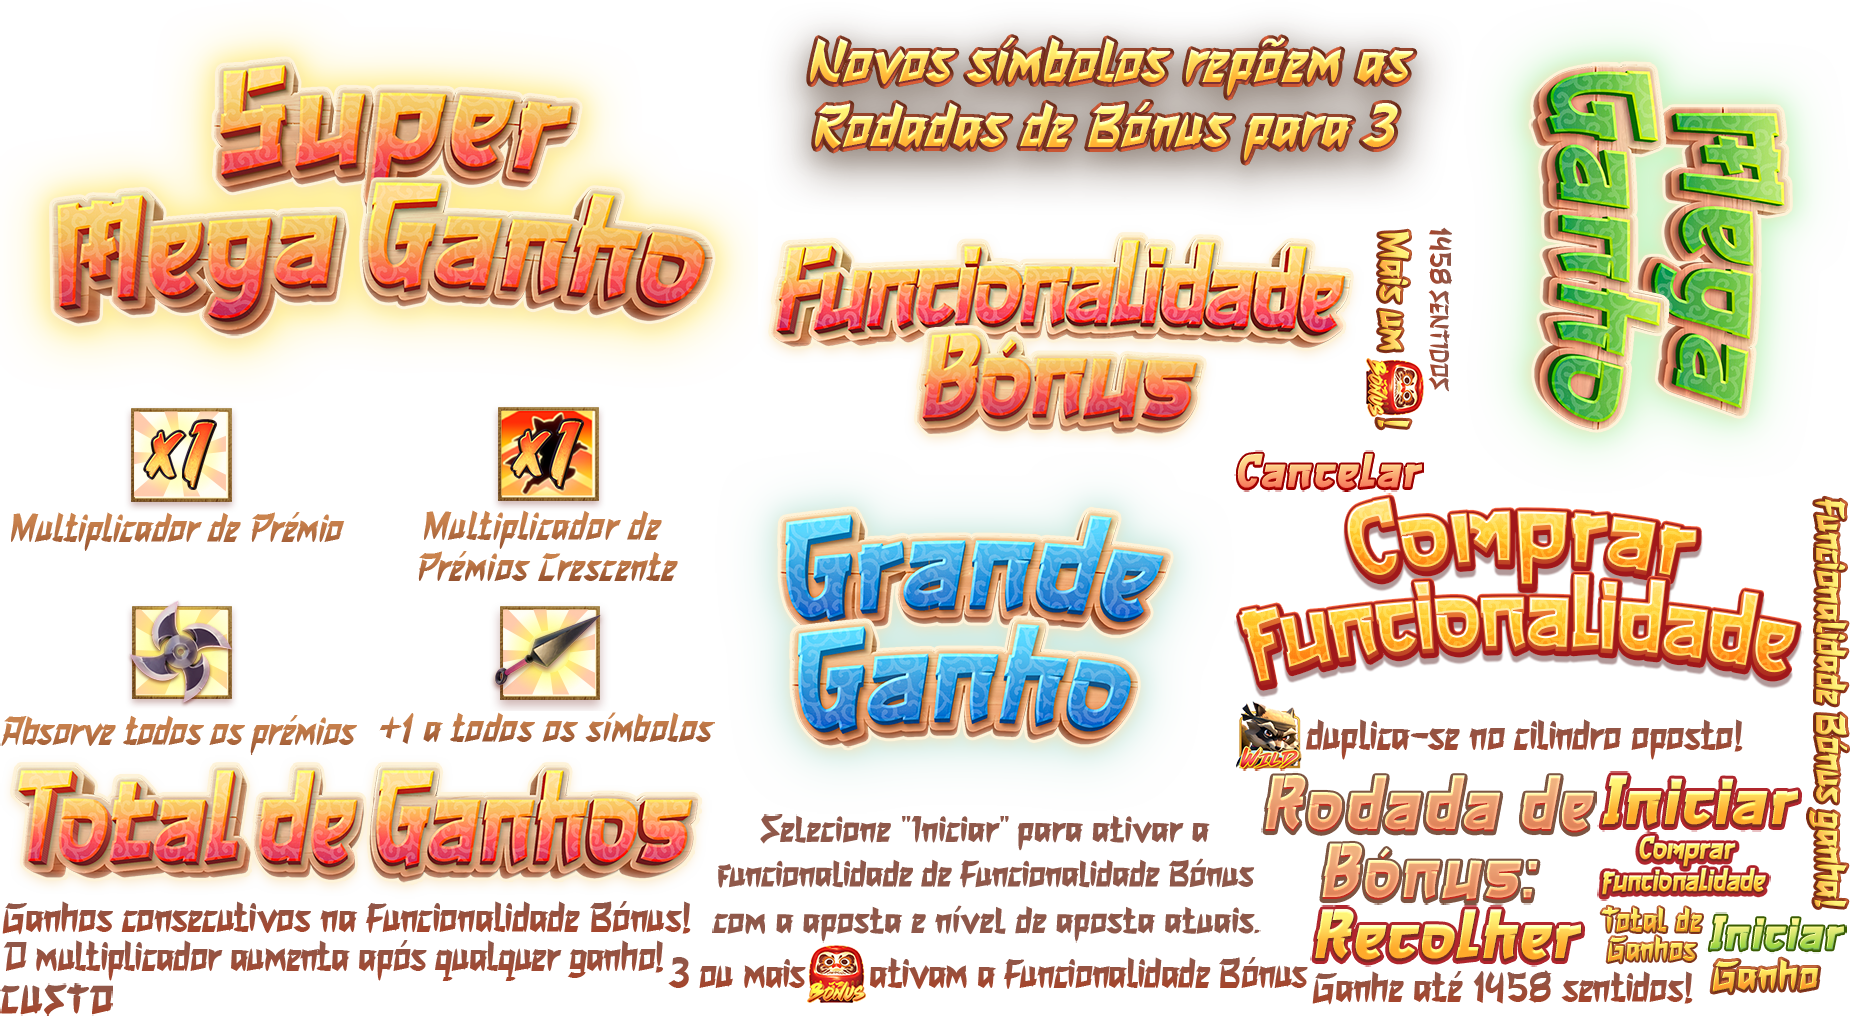 Super
Mega Ganho
Novos símbolos repõem as
Rodadas de Bónus para 3
Mega
Ganho
Funcionalidade
Bónus
Mais um
BÓNUS
!
1458 SENTIDOS
x1
Multiplicador de Prémio
x1
Multiplicador de
Prémios Crescente
Absorve todos os prémios
+1 a todos os símbolos
Grande
Ganho
Cancelar
Comprar
Funcionalidade
Funcionalidade Bónus ganha!
WILD
duplica-se no cilindro oposto!
Total de Ganhos
Rodada de
Bónus:
Iniciar
Comprar
Funcionalidade
Recolher
Total de
Ganhos
Iniciar
Ganho
Selecione "Iniciar" para ativar a
funcionalidade de Funcionalidade Bónus
com a aposta e nível de aposta atuais.
Ganhos consecutivos na Funcionalidade Bónus!
O multiplicador aumenta após qualquer ganho!
3 ou mais BÓNUS ativam a Funcionalidade Bónus
Ganhe até 1458 sentidos!
CUSTO